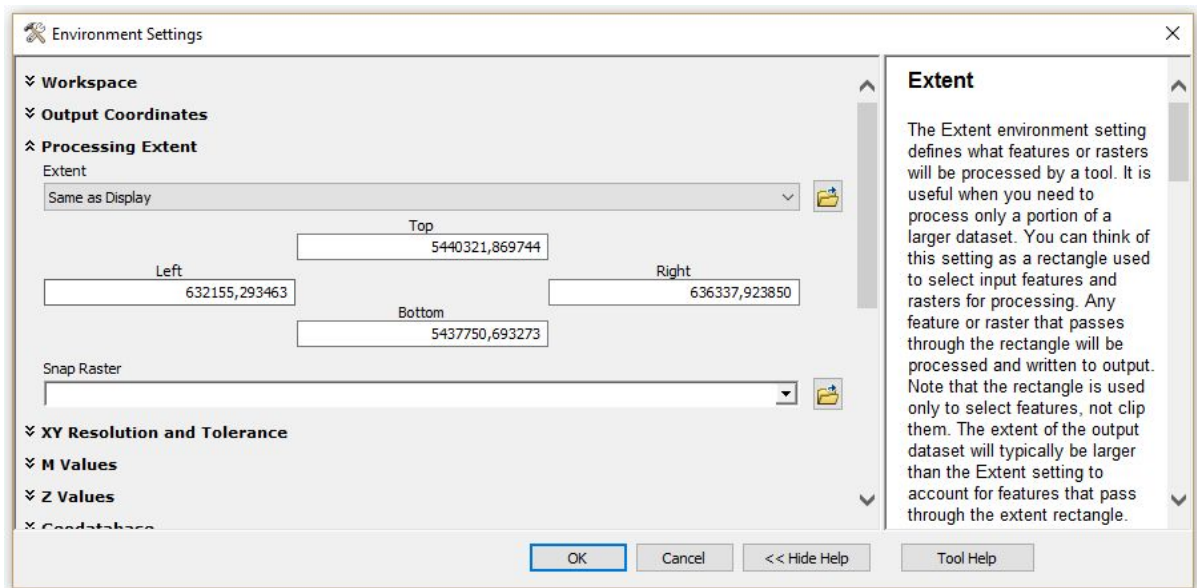 Environment Settings
Workspace
Output Coordinates
Processing Extent
Extent
Same as Display
Top
5440321,869744
Left
Right
632155,293463
636337,923850
Bottom
5437750,693273
Snap Raster
XY Resolution and Tolerance
M Values
Z Values
Geodatabase
Extent
The Extent environment setting
defines what features or rasters
will be processed by a tool. It is
useful when you need to
process only a portion of a
larger dataset. You can think of
this setting as a rectangle used
to select input features and
rasters for processing. Any
feature or raster that passes
through the rectangle will be
processed and written to output.
Note that the rectangle is used
only to select features, not clip
them. The extent of the output
dataset will typically be larger
than the Extent setting to
account for features that pass
through the extent rectangle.
OK
Cancel
<< Hide Help
Tool Help